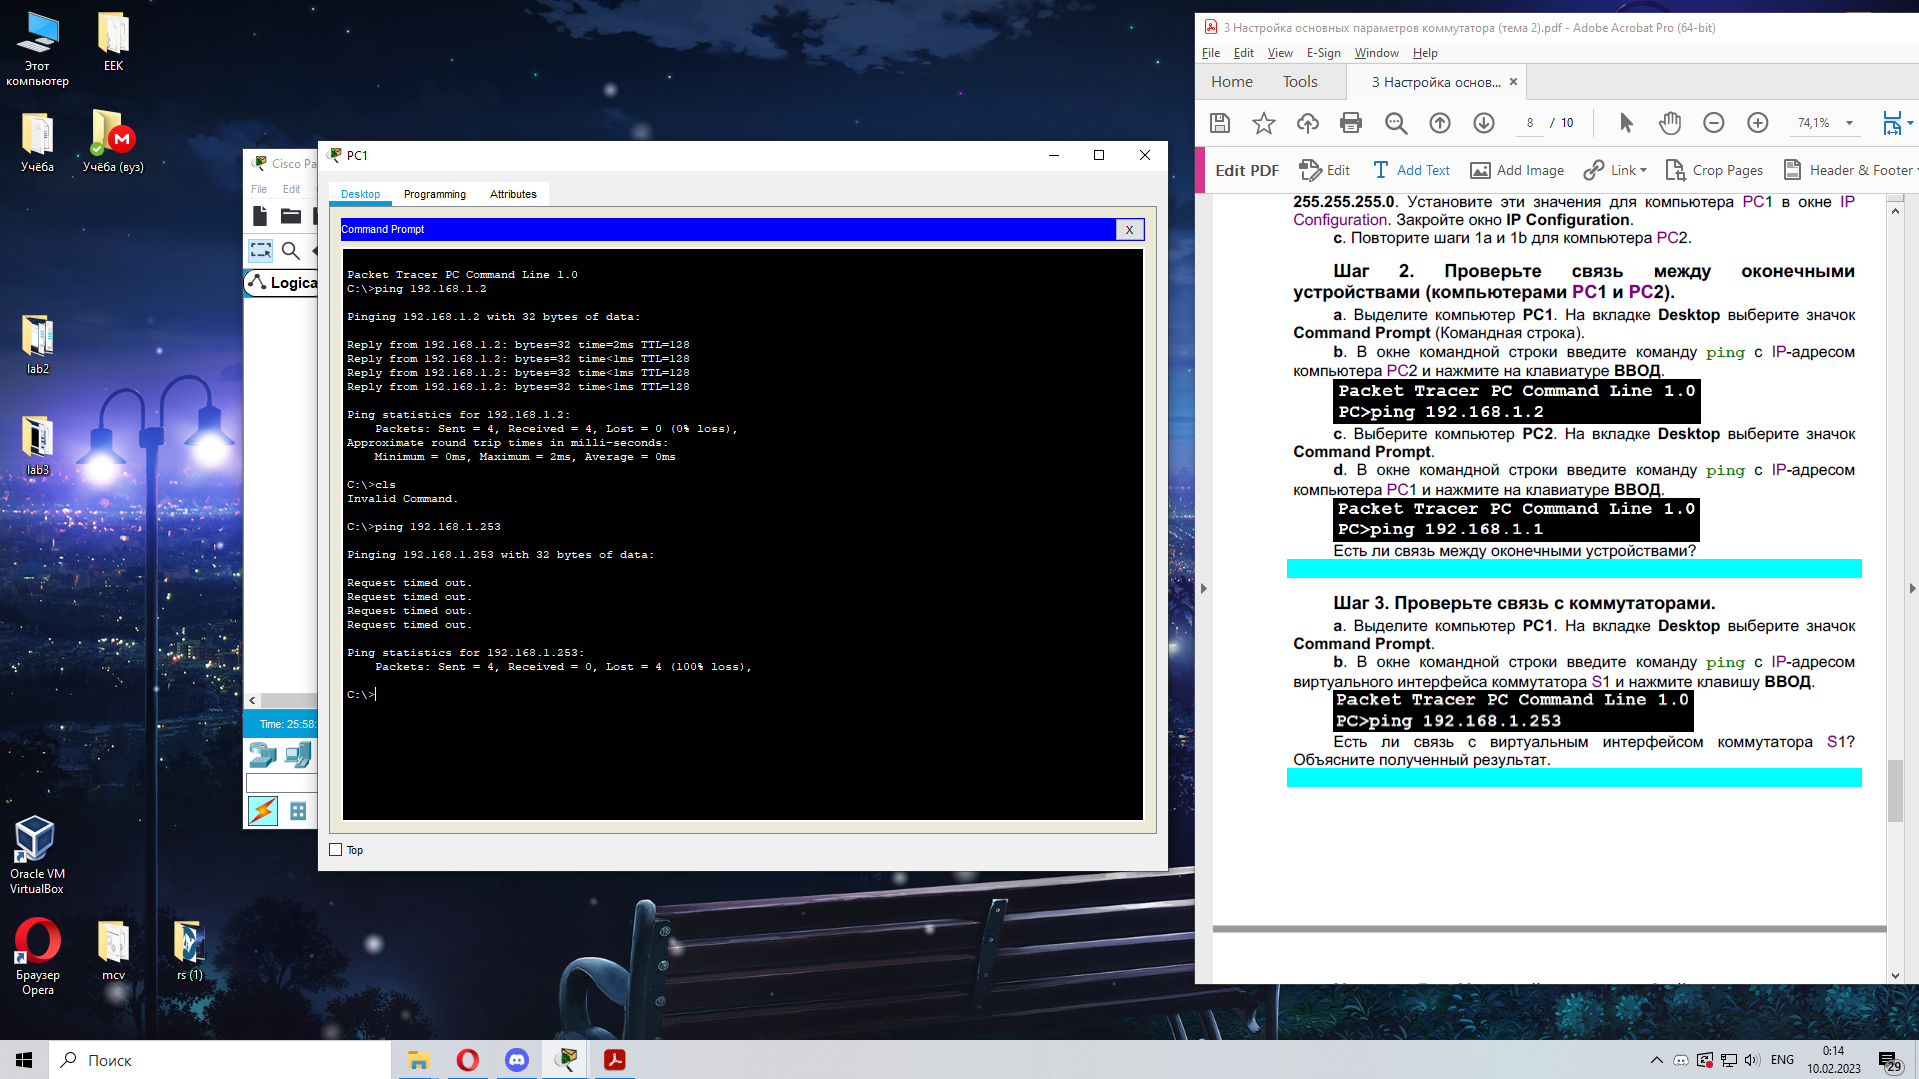 Этот
компьютер
ЕЕК
Учёба
Учёба (вуз)
lab2
lab3
Oracle VM
VirtualBox
Браузер
Opera
mcv
rs (1)
Cisco Pa
File Edit
Logica
Time: 25:58:
PC1
Desktop Programming Attributes
Command Prompt X
Packet Tracer PC Command Line 1.0
C:\>ping 192.168.1.2
Pinging 192.168.1.2 with 32 bytes of data:
Reply from 192.168.1.2: bytes=32 time=2ms TTL=128
Reply from 192.168.1.2: bytes=32 time<1ms TTL=128
Reply from 192.168.1.2: bytes=32 time<1ms TTL=128
Reply from 192.168.1.2: bytes=32 time<1ms TTL=128
Ping statistics for 192.168.1.2:
Packets: Sent = 4, Received = 4, Lost = 0 (0% loss),
Approximate round trip times in milli-seconds:
Minimum = 0ms, Maximum = 2ms, Average = 0ms
C:\>cls
Invalid Command.
C:\>ping 192.168.1.253
Pinging 192.168.1.253 with 32 bytes of data:
Request timed out.
Request timed out.
Request timed out.
Request timed out.
Ping statistics for 192.168.1.253:
Packets: Sent = 4, Received = 0, Lost = 4 (100% loss),
C:\>
Top
3 Настройка основных параметров коммутатора (тема 2).pdf - Adobe Acrobat Pro (64-bit)
File Edit View E-Sign Window Help
Home Tools 3 Настройка основ... ×
8 / 10 74,1%
Edit PDF Edit Add Text Add Image Link Crop Pages Header & Footer
255.255.255.0. Установите эти значения для компьютера PC1 в окне IP
Configuration. Закройте окно IP Configuration.
c. Повторите шаги 1a и 1b для компьютера PC2.
Шаг 2. Проверьте связь между оконечными
устройствами (компьютерами PC1 и PC2).
a. Выделите компьютер PC1. На вкладке Desktop выберите значок
Command Prompt (Командная строка).
b. В окне командной строки введите команду ping с IP-адресом
компьютера PC2 и нажмите на клавиатуре ВВОД.
Packet Tracer PC Command Line 1.0
PC>ping 192.168.1.2
c. Выберите компьютер PC2. На вкладке Desktop выберите значок
Command Prompt.
d. В окне командной строки введите команду ping с IP-адресом
компьютера PC1 и нажмите на клавиатуре ВВОД.
Packet Tracer PC Command Line 1.0
PC>ping 192.168.1.1
Есть ли связь между оконечными устройствами?
Шаг 3. Проверьте связь с коммутаторами.
a. Выделите компьютер PC1. На вкладке Desktop выберите значок
Command Prompt.
b. В окне командной строки введите команду ping с IP-адресом
виртуального интерфейса коммутатора S1 и нажмите клавишу ВВОД.
Packet Tracer PC Command Line 1.0
PC>ping 192.168.1.253
Есть ли связь с виртуальным интерфейсом коммутатора S1?
Объясните полученный результат.
Поиск
ENG
0:14
10.02.2023
29